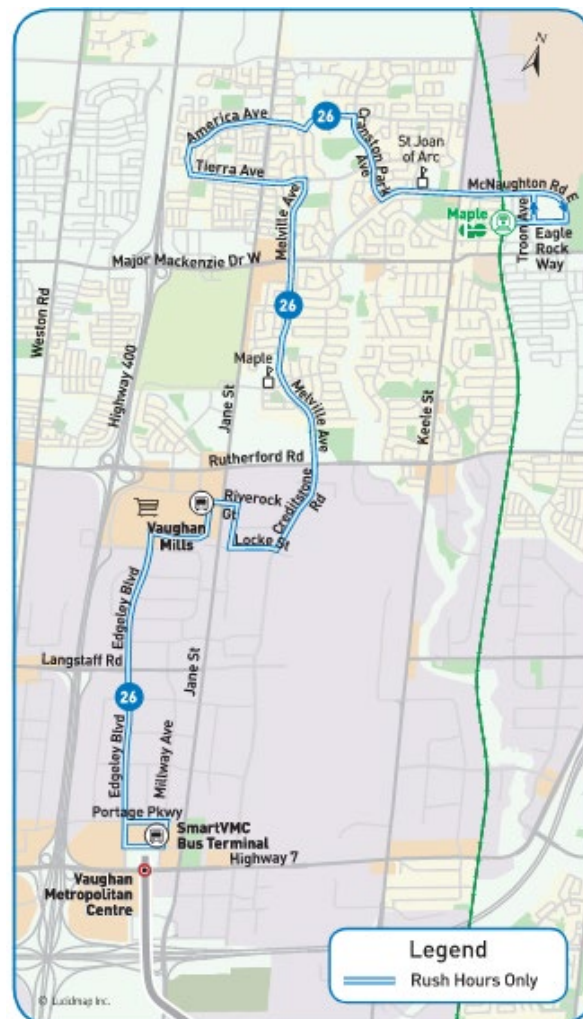 N
America Ave
26
Cranston Park
Ave
St Joan
of Arc
Tierra Ave
Melville Ave
McNaughton Rd E
Maple
GO
Troon Ave
Eagle
Rock
Way
Major Mackenzie Dr W
Weston Rd
26
Highway 400
Maple
Jane St
Melville Ave
Keele St
Rutherford Rd
Riverock
Gt
Creditstone
Rd
Vaughan
Mills
Locke St
Edgeley Blvd
Langstaff Rd
Jane St
26
Edgeley Blvd
Millway Ave
Portage Pkwy
SmartVMC
Bus Terminal
Highway 7
Vaughan
Metropolitan
Centre
Legend
Rush Hours Only
© Lucidmap Inc.